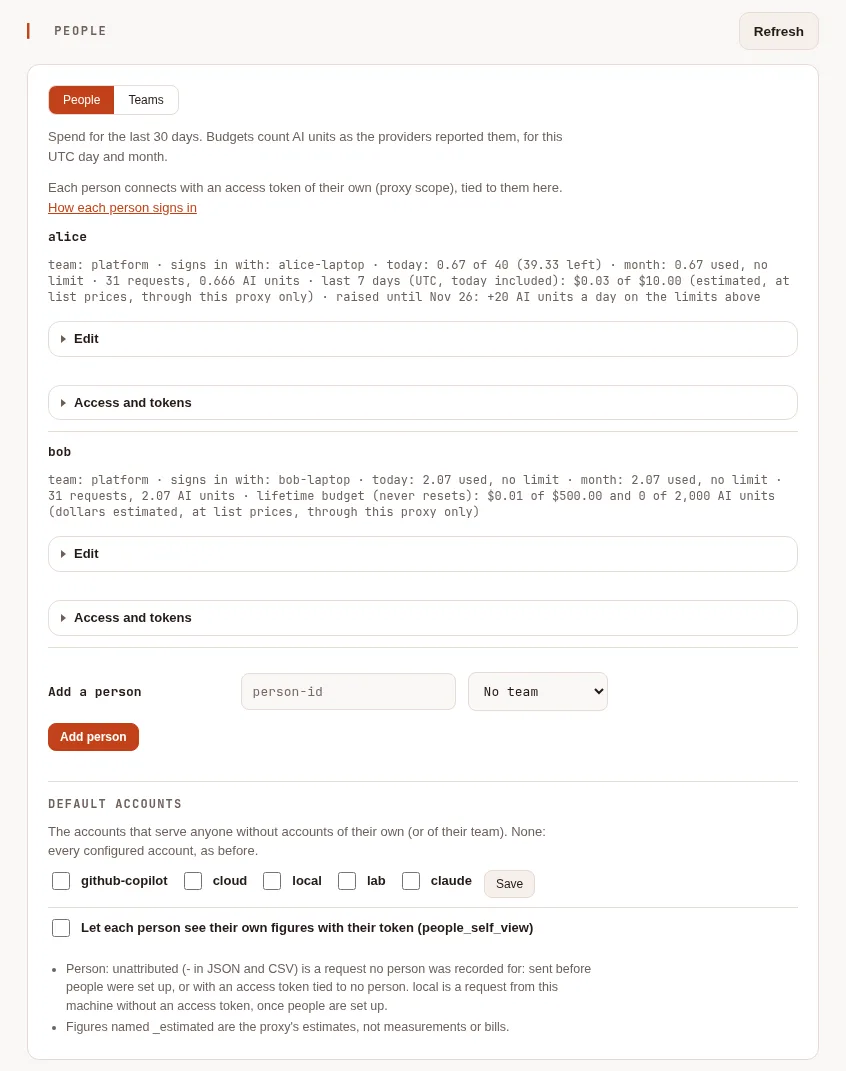 PEOPLE
Refresh
People
Teams
Spend for the last 30 days. Budgets count AI units as the providers reported them, for this
UTC day and month.
Each person connects with an access token of their own (proxy scope), tied to them here.
How each person signs in
alice
team: platform · signs in with: alice-laptop · today: 0.67 of 40 (39.33 left) · month: 0.67 used, no
limit · 31 requests, 0.666 AI units · last 7 days (UTC, today included): $0.03 of $10.00 (estimated, at
list prices, through this proxy only) · raised until Nov 26: +20 AI units a day on the limits above
Edit
Access and tokens
bob
team: platform · signs in with: bob-laptop · today: 2.07 used, no limit · month: 2.07 used, no limit ·
31 requests, 2.07 AI units · lifetime budget (never resets): $0.01 of $500.00 and 0 of 2,000 AI units
(dollars estimated, at list prices, through this proxy only)
Edit
Access and tokens
Add a person
person-id
No team
Add person
DEFAULT ACCOUNTS
The accounts that serve anyone without accounts of their own (or of their team). None:
every configured account, as before.
github-copilot
cloud
local
lab
claude
Save
Let each person see their own figures with their token (people_self_view)
• Person: unattributed (- in JSON and CSV) is a request no person was recorded for: sent before
people were set up, or with an access token tied to no person. local is a request from this
machine without an access token, once people are set up.
• Figures named _estimated are the proxy's estimates, not measurements or bills.